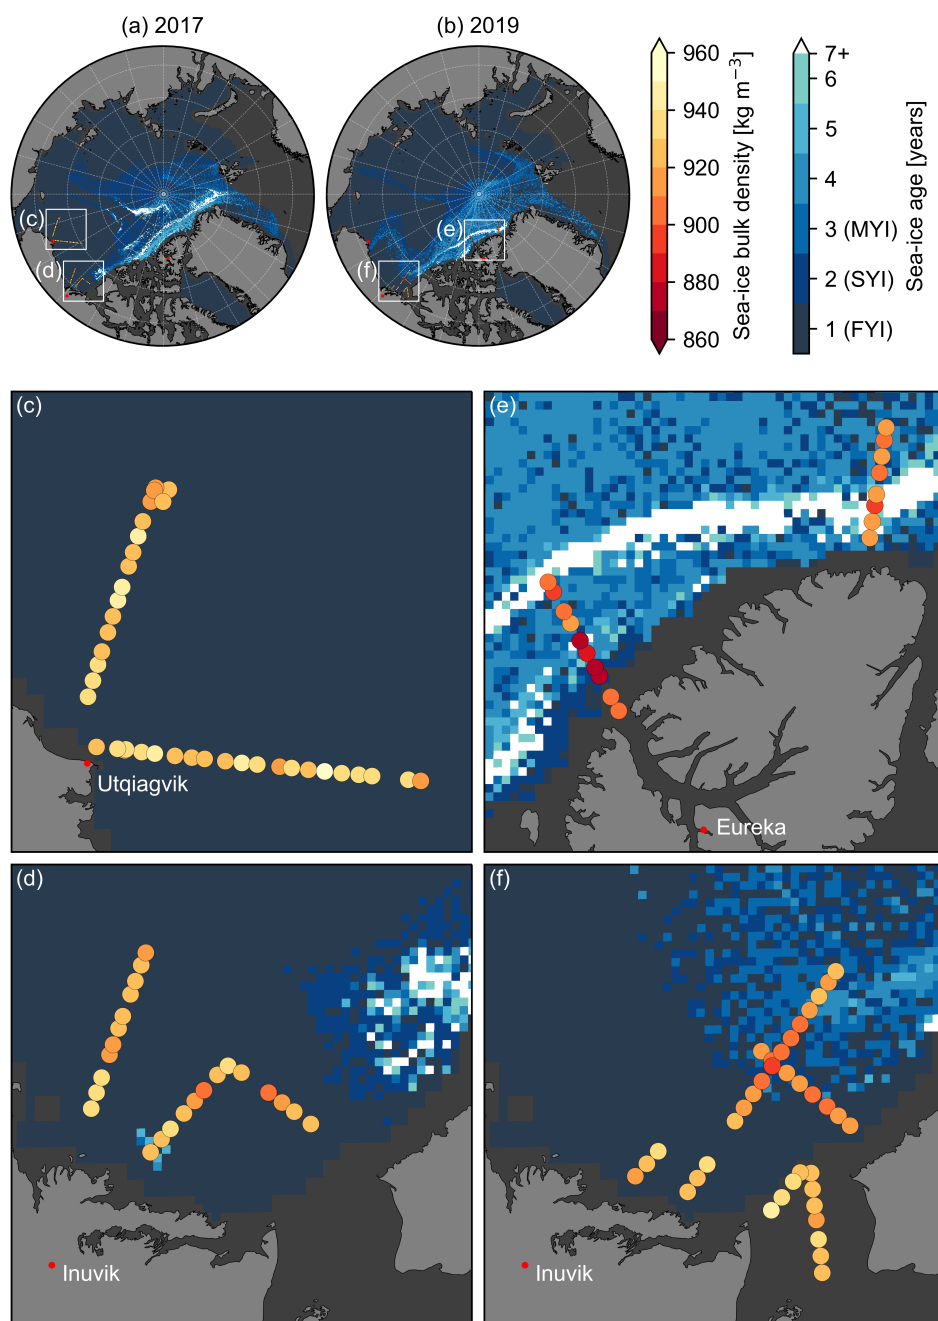 (a) 2017
(b) 2019
(c)
(d)
(e)
(f)
960
940
920
900
880
860
Sea-ice bulk density [kg m⁻³]
7+
6
5
4
3 (MYI)
2 (SYI)
1 (FYI)
Sea-ice age [years]
(c)
Utqiagvik
(e)
Eureka
(d)
Inuvik
(f)
Inuvik